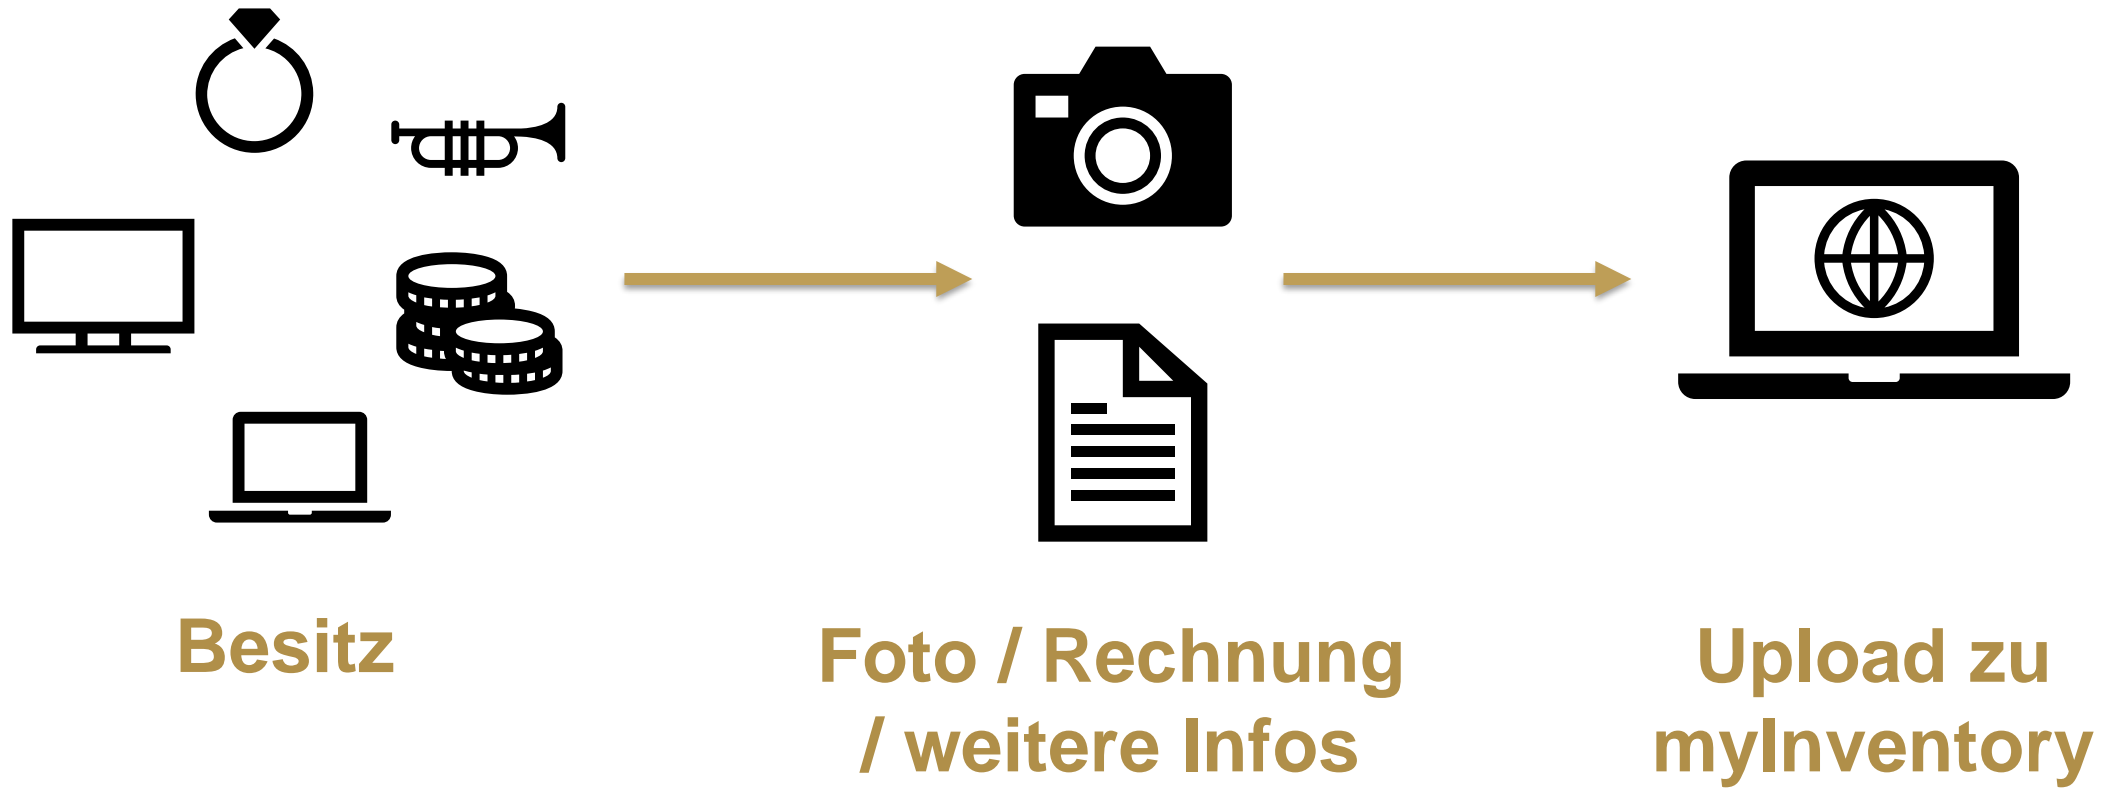 Besitz
Foto / Rechnung
/ weitere Infos
Upload zu
myInventory